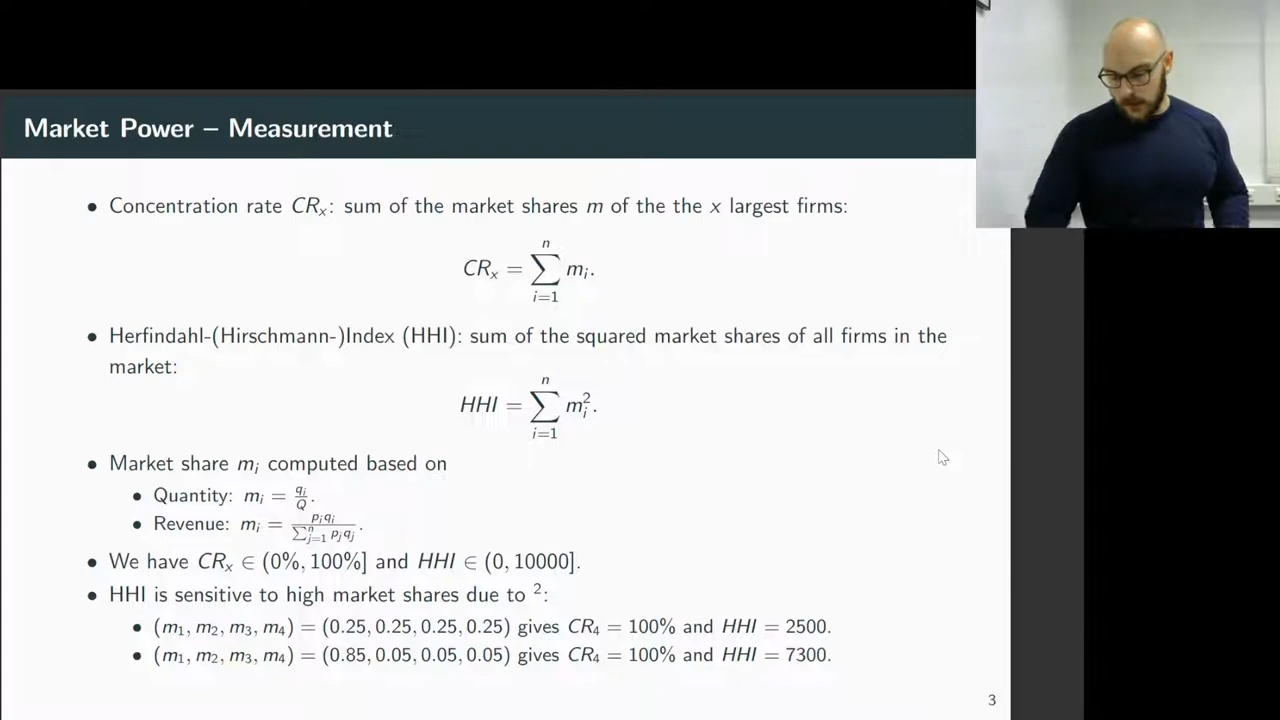 Market Power – Measurement
• Concentration rate CRₓ: sum of the market shares m of the the x largest firms:
CRₓ = ∑ⁿᵢ₌₁ mᵢ.
• Herfindahl-(Hirschmann-)Index (HHI): sum of the squared market shares of all firms in the
market:
HHI = ∑ⁿᵢ₌₁ mᵢ².
• Market share mᵢ computed based on
• Quantity: mᵢ = qᵢ/Q.
• Revenue: mᵢ = pᵢqᵢ / ∑ⁿⱼ₌₁ pⱼqⱼ.
• We have CRₓ ∈ (0%, 100%] and HHI ∈ (0, 10000].
• HHI is sensitive to high market shares due to ²:
• (m₁, m₂, m₃, m₄) = (0.25, 0.25, 0.25, 0.25) gives CR₄ = 100% and HHI = 2500.
• (m₁, m₂, m₃, m₄) = (0.85, 0.05, 0.05, 0.05) gives CR₄ = 100% and HHI = 7300.
3